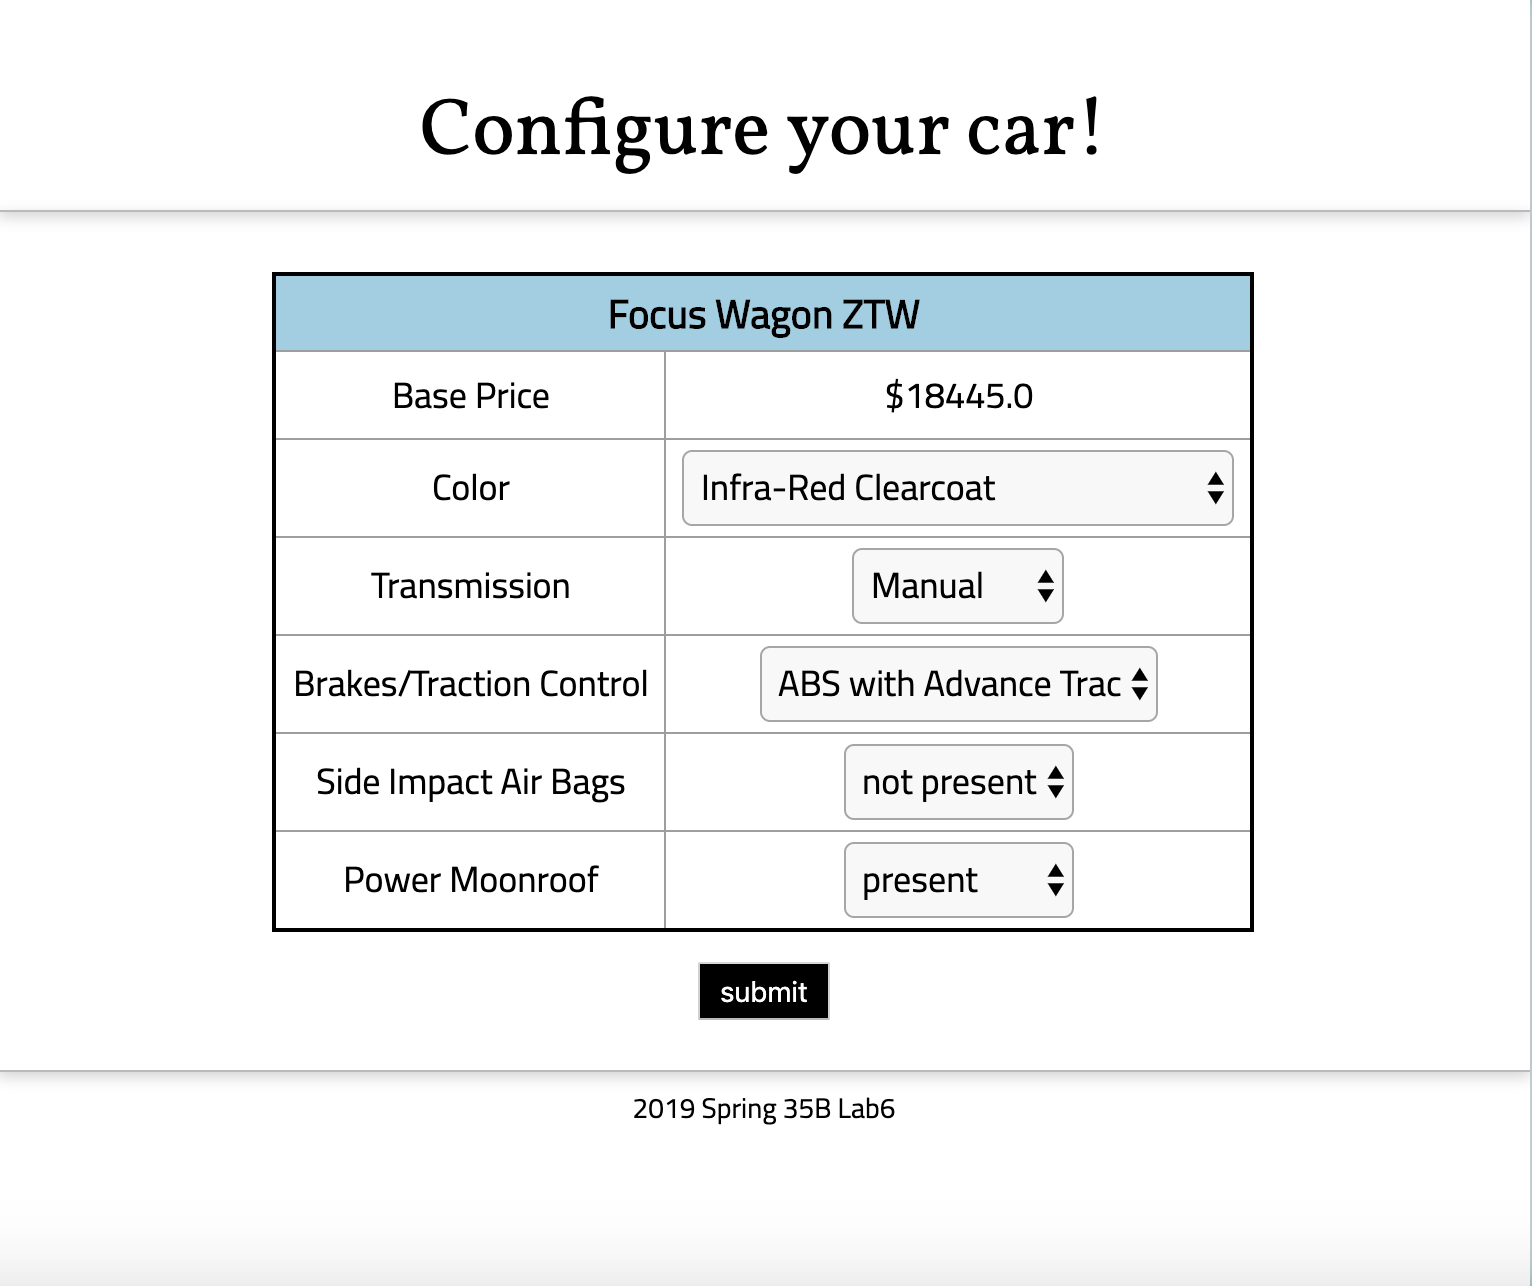 Configure your car!
Focus Wagon ZTW
Base Price $18445.0
Color Infra-Red Clearcoat
Transmission Manual
Brakes/Traction Control ABS with Advance Trac
Side Impact Air Bags not present
Power Moonroof present
submit
2019 Spring 35B Lab6